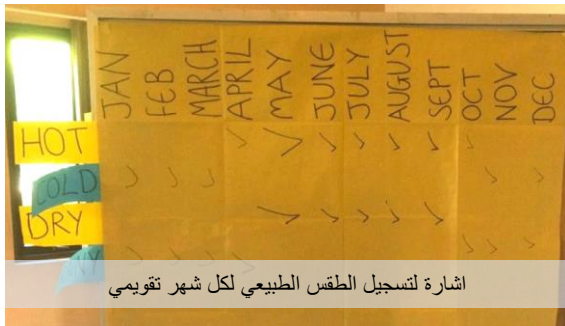 JAN FEB MARCH APRIL MAY JUNE JULY AUGUST SEPT OCT NOV DEC
HOT
COLD
DRY
اشارة لتسجيل الطقس الطبيعي لكل شهر تقويمي